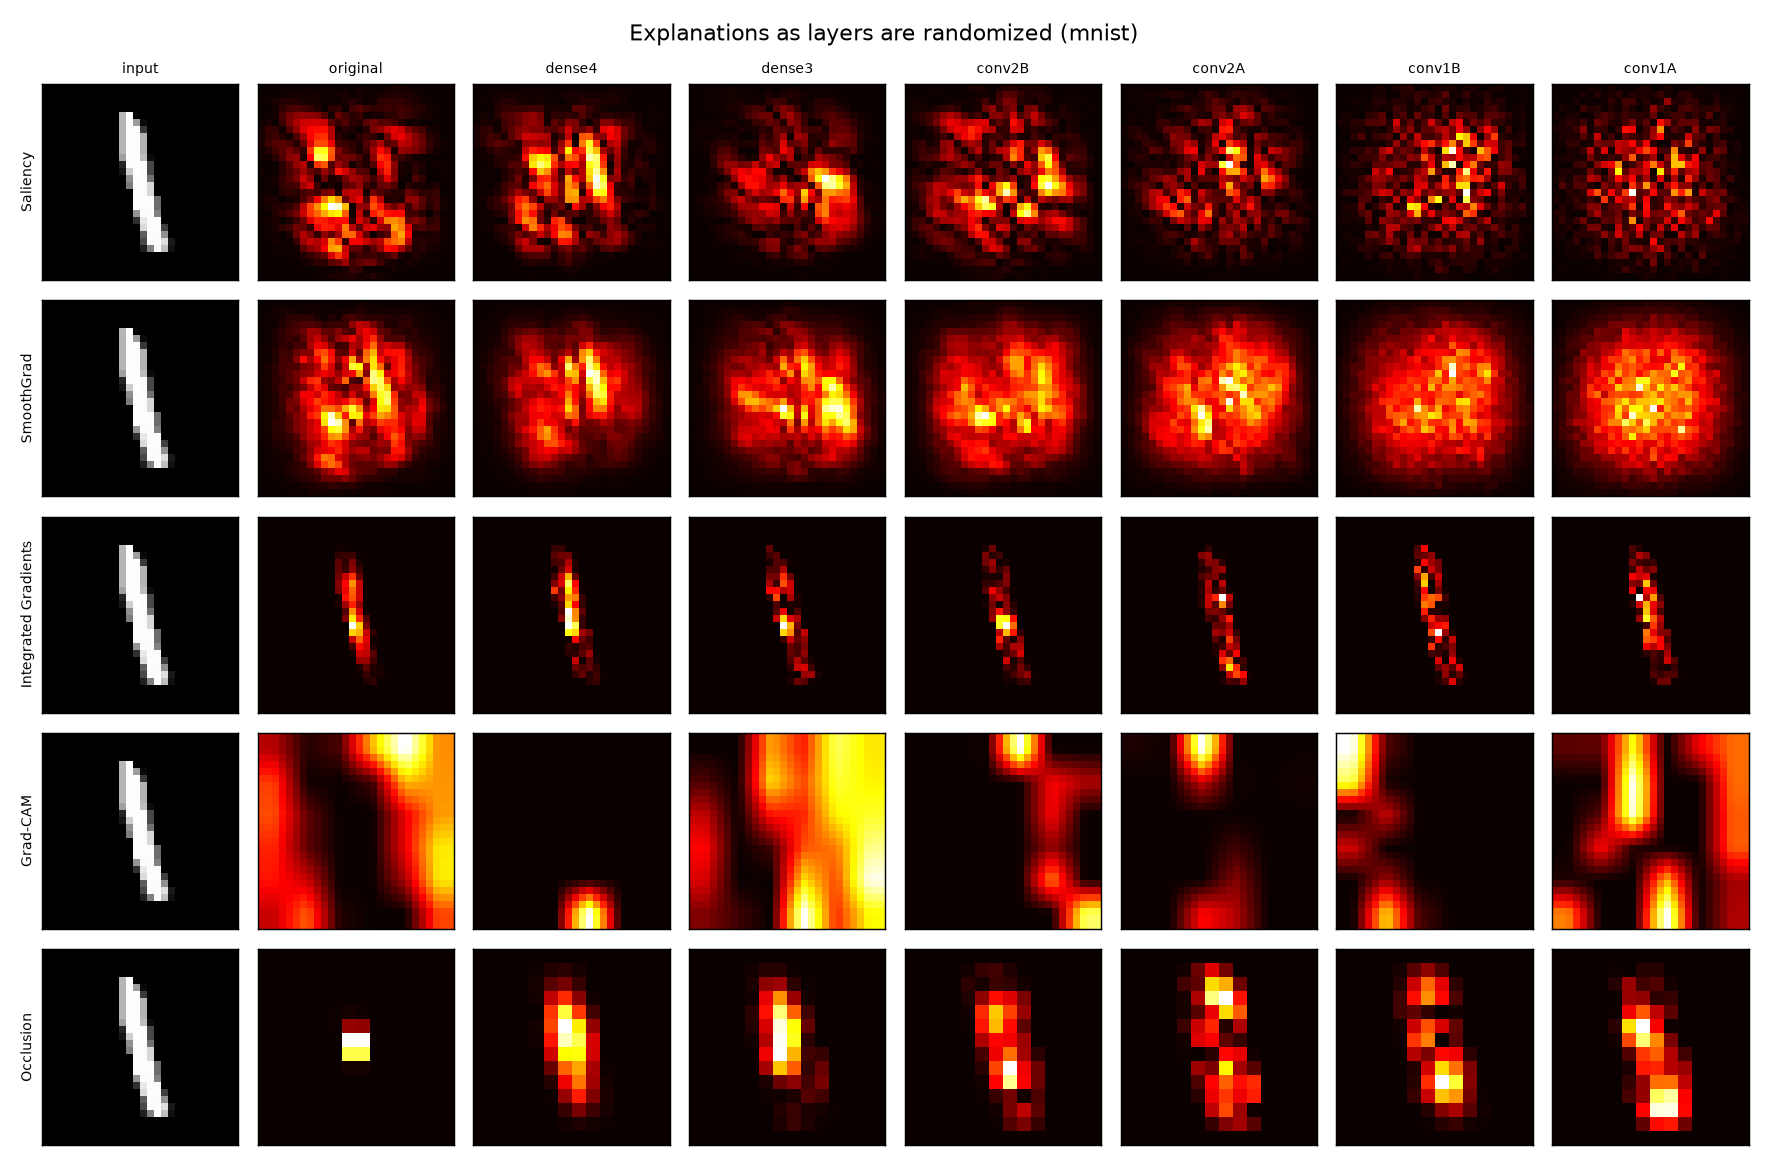 Explanations as layers are randomized (mnist)
input original dense4 dense3 conv2B conv2A conv1B conv1A
Saliency
SmoothGrad
Integrated Gradients
Grad-CAM
Occlusion